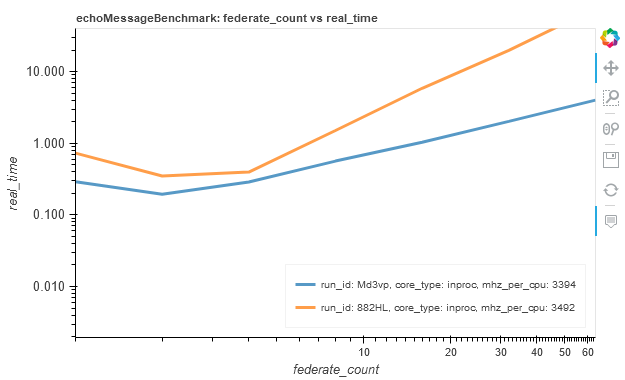 echoMessageBenchmark: federate_count vs real_time
10.000
1.000
0.100
0.010
real_time
run_id: Md3vp, core_type: inproc, mhz_per_cpu: 3394
run_id: 882HL, core_type: inproc, mhz_per_cpu: 3492
10 20 30 40 50 60
federate_count